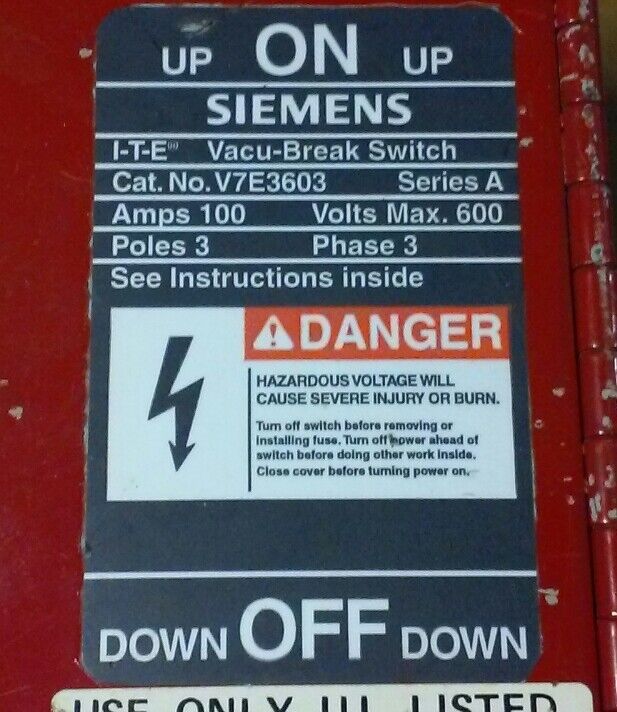 UP ON UP
SIEMENS
I-T-E Vacu-Break Switch
Cat. No. V7E3603 Series A
Amps 100 Volts Max. 600
Poles 3 Phase 3
See Instructions inside
DANGER
HAZARDOUS VOLTAGE WILL
CAUSE SEVERE INJURY OR BURN.
Turn off switch before removing or
installing fuse. Turn off power ahead of
switch before doing other work inside.
Close cover before turning power on.
DOWN OFF DOWN
USE ONLY U.L. LISTED